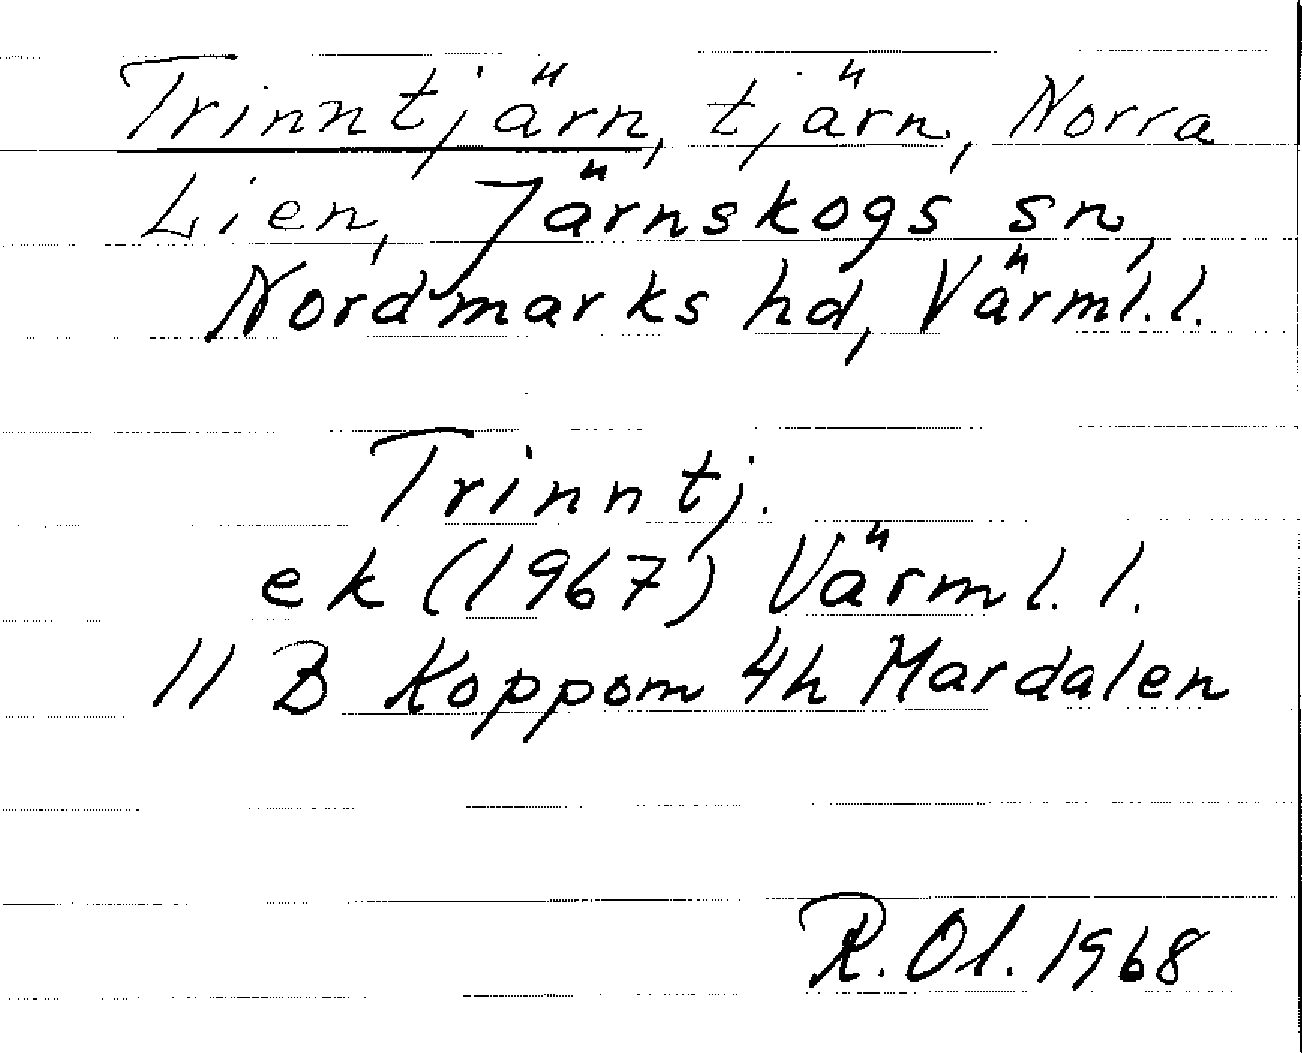 Trinntjärn, tjärn, Norra
Lien, Järnskogs sn,
Nordmarks hd, Värml.l.
Trinntj.
ek (1967) Värml.l.
11 B Koppom 4h Mardalen
R.Ol.1968